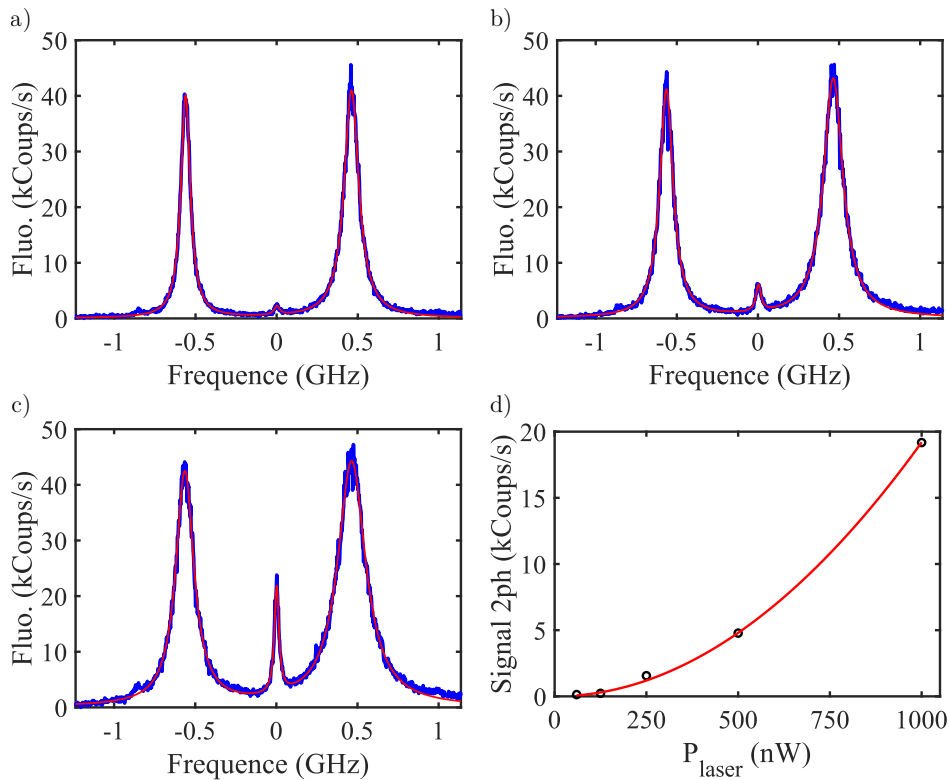 a)
50
40
30
20
10
0
Fluo. (kCoups/s)
-1 -0.5 0 0.5 1
Frequence (GHz)
b)
50
40
30
20
10
0
Fluo. (kCoups/s)
-1 -0.5 0 0.5 1
Frequence (GHz)
c)
50
40
30
20
10
0
Fluo. (kCoups/s)
-1 -0.5 0 0.5 1
Frequence (GHz)
d)
20
15
10
5
0
Signal 2ph (kCoups/s)
0 250 500 750 1000
P_laser (nW)